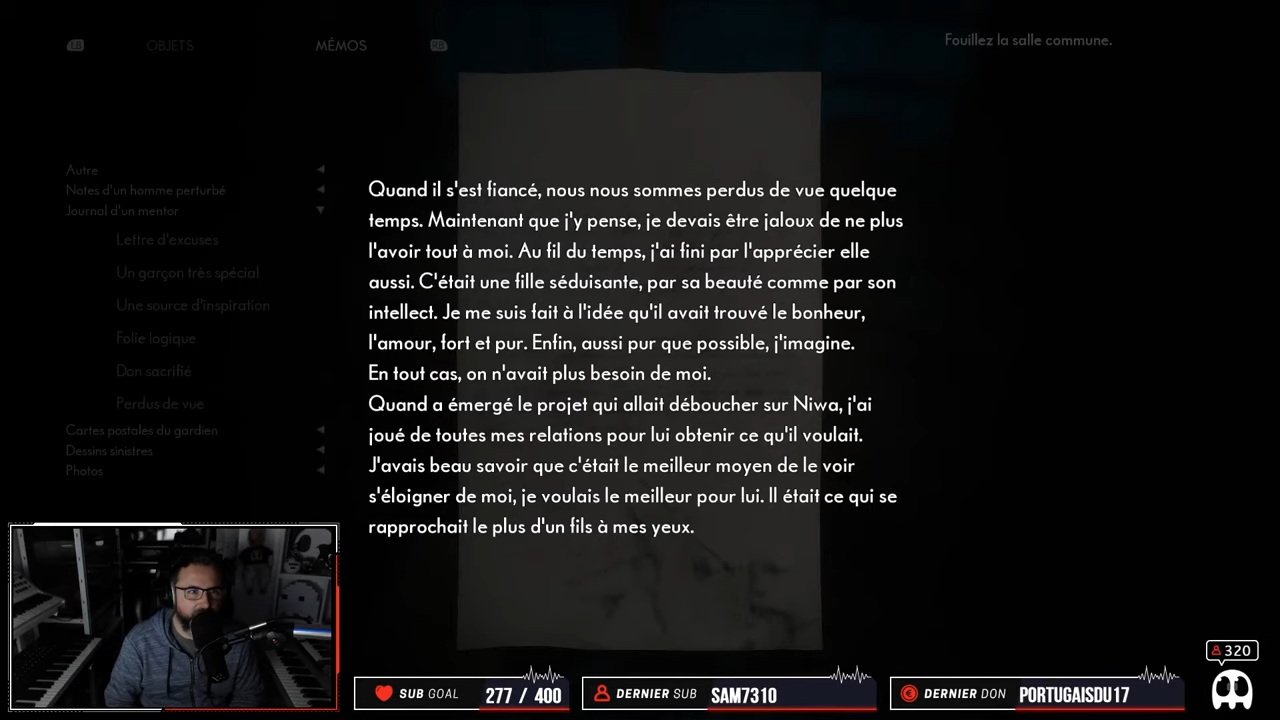 LB
OBJETS
MÉMOS
RB
Fouillez la salle commune.
Autre
Notes d'un homme perturbé
Journal d'un mentor
Lettre d'excuses
Un garçon très spécial
Une source d'inspiration
Folie logique
Don sacrifié
Perdus de vue
Cartes postales du gardien
Dessins sinistres
Photos
Quand il s'est fiancé, nous nous sommes perdus de vue quelque
temps. Maintenant que j'y pense, je devais être jaloux de ne plus
l'avoir tout à moi. Au fil du temps, j'ai fini par l'apprécier elle
aussi. C'était une fille séduisante, par sa beauté comme par son
intellect. Je me suis fait à l'idée qu'il avait trouvé le bonheur,
l'amour, fort et pur. Enfin, aussi pur que possible, j'imagine.
En tout cas, on n'avait plus besoin de moi.
Quand a émergé le projet qui allait déboucher sur Niwa, j'ai
joué de toutes mes relations pour lui obtenir ce qu'il voulait.
J'avais beau savoir que c'était le meilleur moyen de le voir
s'éloigner de moi, je voulais le meilleur pour lui. Il était ce qui se
rapprochait le plus d'un fils à mes yeux.
320
SUB GOAL 277 / 400
DERNIER SUB SAM7310
DERNIER DON PORTUGAISDU17